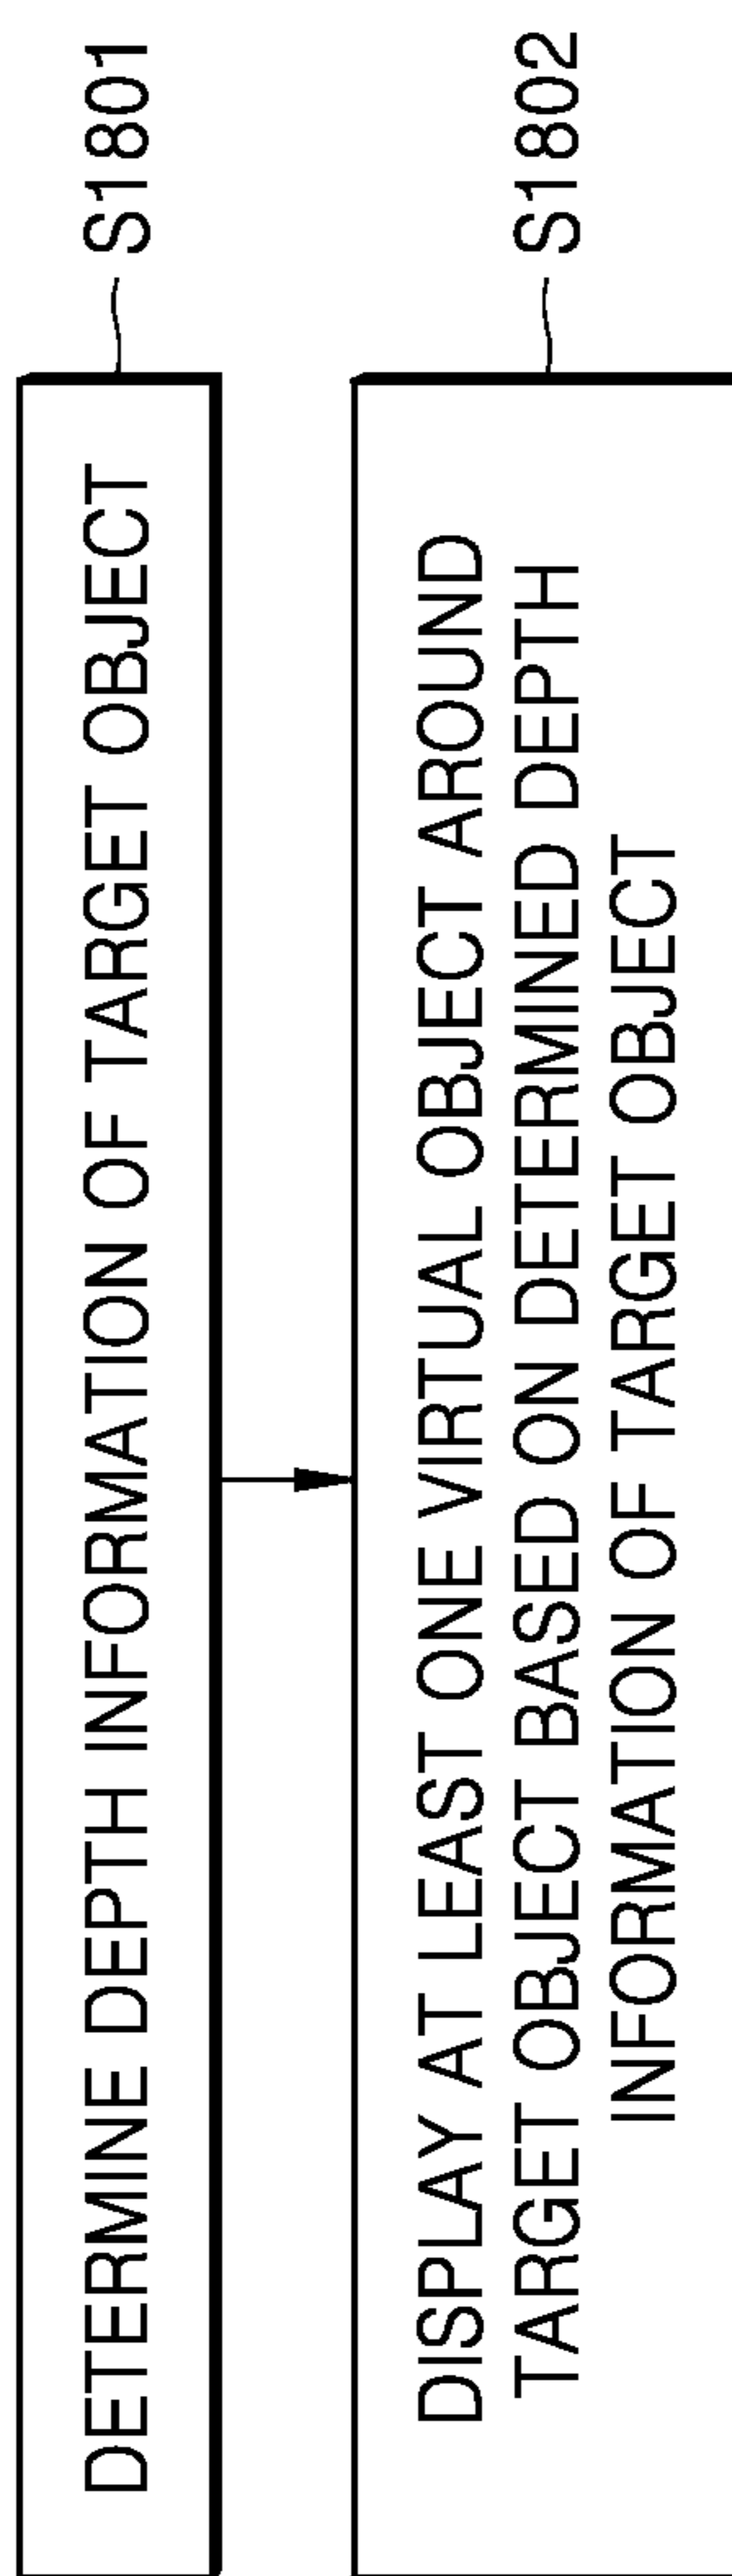 DETERMINE DEPTH INFORMATION OF TARGET OBJECT
S1801
DISPLAY AT LEAST ONE VIRTUAL OBJECT AROUND
TARGET OBJECT BASED ON DETERMINED DEPTH
INFORMATION OF TARGET OBJECT
S1802